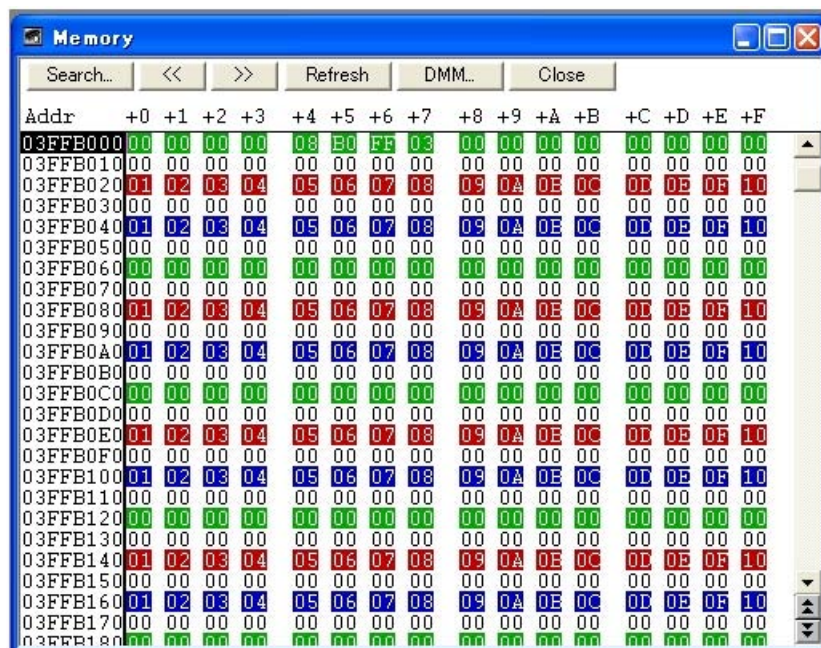 Memory
Search... << >> Refresh DMM... Close
Addr +0 +1 +2 +3 +4 +5 +6 +7 +8 +9 +A +B +C +D +E +F
03FFB000 00 00 00 00 08 B0 FF 03 00 00 00 00 00 00 00 00
03FFB010 00 00 00 00 00 00 00 00 00 00 00 00 00 00 00 00
03FFB020 01 02 03 04 05 06 07 08 09 0A 0B 0C 0D 0E 0F 10
03FFB030 00 00 00 00 00 00 00 00 00 00 00 00 00 00 00 00
03FFB040 01 02 03 04 05 06 07 08 09 0A 0B 0C 0D 0E 0F 10
03FFB050 00 00 00 00 00 00 00 00 00 00 00 00 00 00 00 00
03FFB060 00 00 00 00 00 00 00 00 00 00 00 00 00 00 00 00
03FFB070 00 00 00 00 00 00 00 00 00 00 00 00 00 00 00 00
03FFB080 01 02 03 04 05 06 07 08 09 0A 0B 0C 0D 0E 0F 10
03FFB090 00 00 00 00 00 00 00 00 00 00 00 00 00 00 00 00
03FFB0A0 01 02 03 04 05 06 07 08 09 0A 0B 0C 0D 0E 0F 10
03FFB0B0 00 00 00 00 00 00 00 00 00 00 00 00 00 00 00 00
03FFB0C0 00 00 00 00 00 00 00 00 00 00 00 00 00 00 00 00
03FFB0D0 00 00 00 00 00 00 00 00 00 00 00 00 00 00 00 00
03FFB0E0 01 02 03 04 05 06 07 08 09 0A 0B 0C 0D 0E 0F 10
03FFB0F0 00 00 00 00 00 00 00 00 00 00 00 00 00 00 00 00
03FFB100 01 02 03 04 05 06 07 08 09 0A 0B 0C 0D 0E 0F 10
03FFB110 00 00 00 00 00 00 00 00 00 00 00 00 00 00 00 00
03FFB120 00 00 00 00 00 00 00 00 00 00 00 00 00 00 00 00
03FFB130 00 00 00 00 00 00 00 00 00 00 00 00 00 00 00 00
03FFB140 01 02 03 04 05 06 07 08 09 0A 0B 0C 0D 0E 0F 10
03FFB150 00 00 00 00 00 00 00 00 00 00 00 00 00 00 00 00
03FFB160 01 02 03 04 05 06 07 08 09 0A 0B 0C 0D 0E 0F 10
03FFB170 00 00 00 00 00 00 00 00 00 00 00 00 00 00 00 00
03FFB180 00 00 00 00 00 00 00 00 00 00 00 00 00 00 00 00